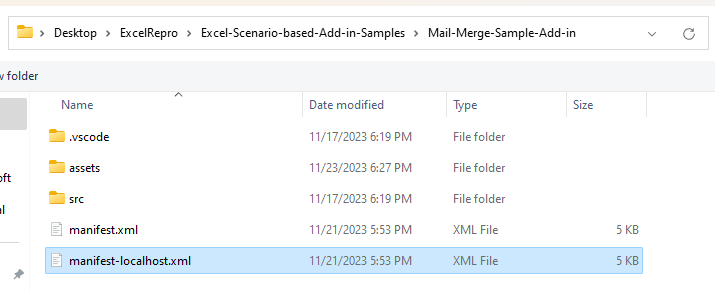 Desktop > ExcelRepro > Excel-Scenario-based-Add-in-Samples > Mail-Merge-Sample-Add-in
w folder
Name Date modified Type Size
.vscode 11/17/2023 6:19 PM File folder
assets 11/23/2023 6:27 PM File folder
oft
src 11/17/2023 6:19 PM File folder
al
manifest.xml 11/21/2023 5:53 PM XML File 5 KB
manifest-localhost.xml 11/21/2023 5:53 PM XML File 5 KB